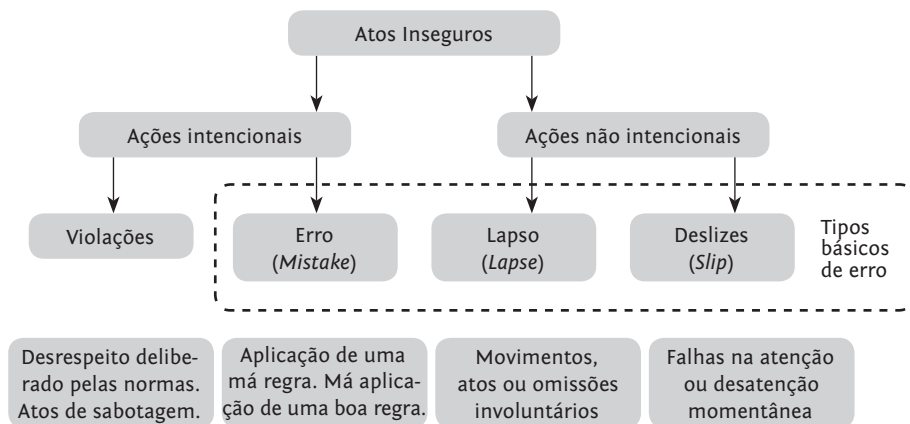 Atos Inseguros
Ações intencionais
Ações não intencionais
Violações
Erro
(Mistake)
Lapso
(Lapse)
Deslizes
(Slip)
Tipos
básicos
de erro
Desrespeito delibe-
rado pelas normas.
Atos de sabotagem.
Aplicação de uma
má regra. Má aplica-
ção de uma boa regra.
Movimentos,
atos ou omissões
involuntários
Falhas na atenção
ou desatenção
momentânea